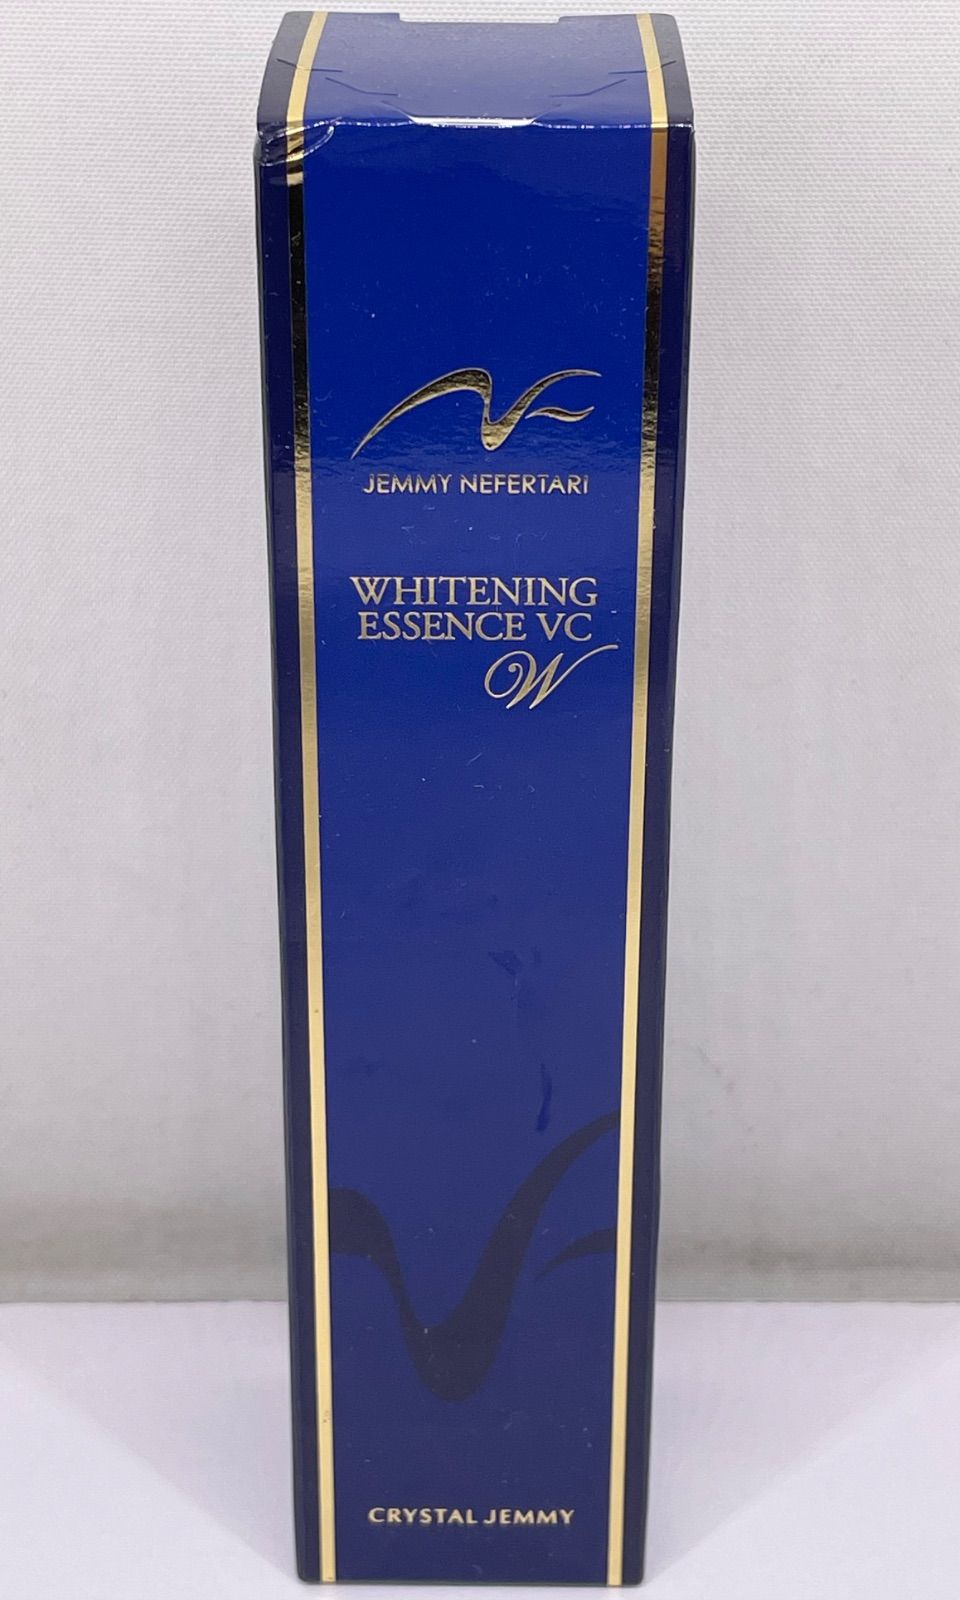 JEMMY NEFERTARI
WHITENING
ESSENCE VC
W
CRYSTAL JEMMY